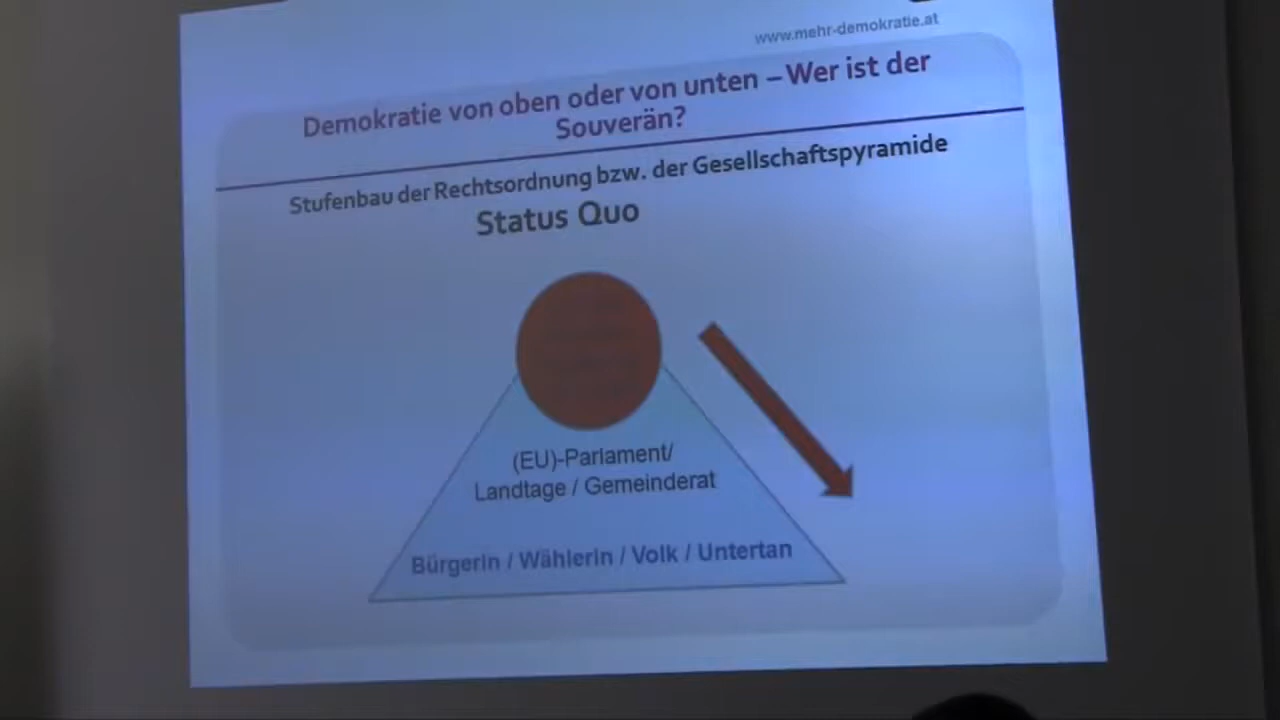 www.mehr-demokratie.at
Demokratie von oben oder von unten – Wer ist der
Souverän?
Stufenbau der Rechtsordnung bzw. der Gesellschaftspyramide
Status Quo
(EU)-Parlament/
Landtage / Gemeinderat
BürgerIn / WählerIn / Volk / Untertan